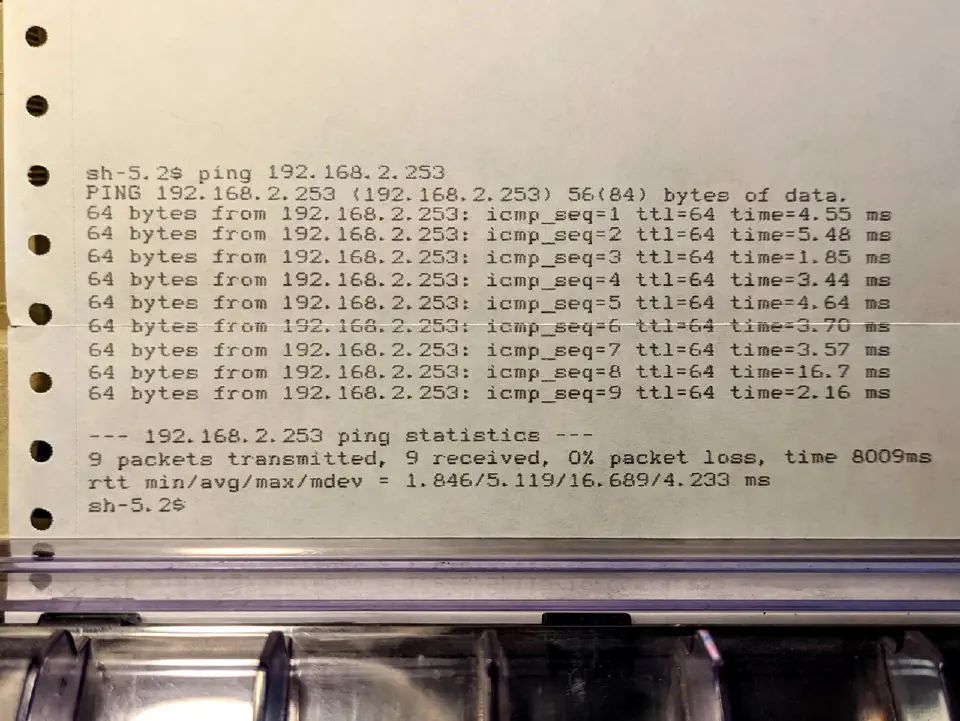 sh-5.2$ ping 192.168.2.253
PING 192.168.2.253 (192.168.2.253) 56(84) bytes of data.
64 bytes from 192.168.2.253: icmp_seq=1 ttl=64 time=4.55 ms
64 bytes from 192.168.2.253: icmp_seq=2 ttl=64 time=5.48 ms
64 bytes from 192.168.2.253: icmp_seq=3 ttl=64 time=1.85 ms
64 bytes from 192.168.2.253: icmp_seq=4 ttl=64 time=3.44 ms
64 bytes from 192.168.2.253: icmp_seq=5 ttl=64 time=4.64 ms
64 bytes from 192.168.2.253: icmp_seq=6 ttl=64 time=3.70 ms
64 bytes from 192.168.2.253: icmp_seq=7 ttl=64 time=3.57 ms
64 bytes from 192.168.2.253: icmp_seq=8 ttl=64 time=16.7 ms
64 bytes from 192.168.2.253: icmp_seq=9 ttl=64 time=2.16 ms
--- 192.168.2.253 ping statistics ---
9 packets transmitted, 9 received, 0% packet loss, time 8009ms
rtt min/avg/max/mdev = 1.846/5.119/16.689/4.233 ms
sh-5.2$